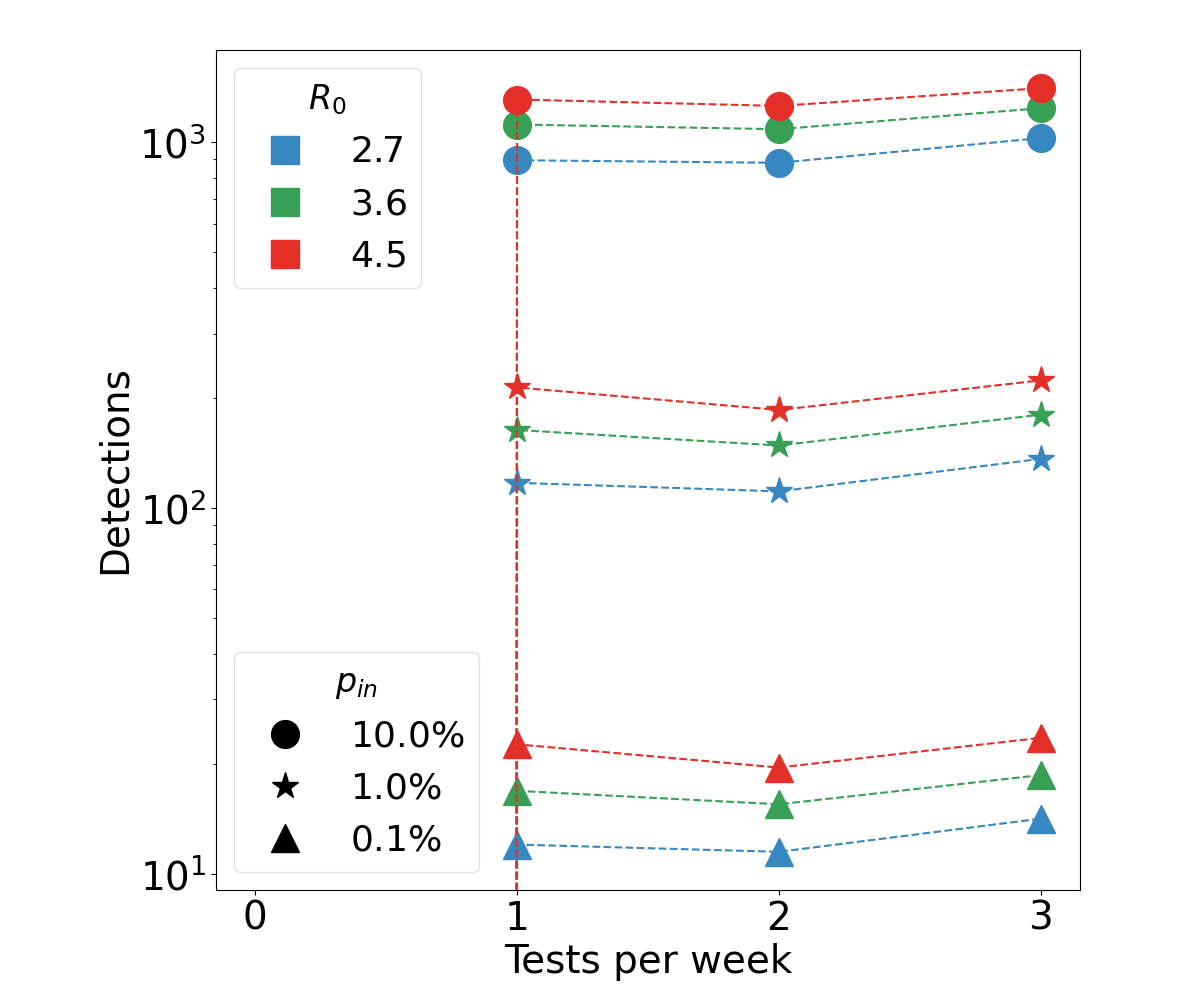 R₀
2.7
3.6
4.5
10³
10²
10¹
Detections
pᵢₙ
10.0%
1.0%
0.1%
0 1 2 3
Tests per week